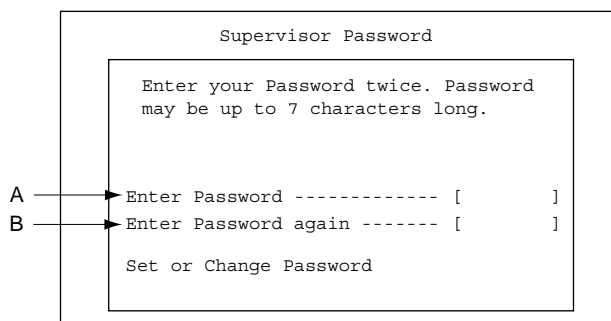 Supervisor Password
Enter your Password twice. Password
may be up to 7 characters long.
A
Enter Password ------------- [ ]
B
Enter Password again ------- [ ]
Set or Change Password